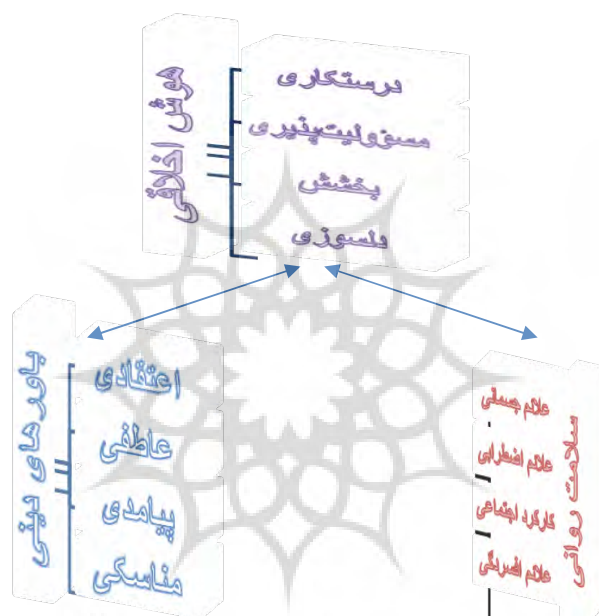 هوش اخلاقی
درستکاری
مسؤولیت‌پذیری
بخشش
دلسوزی
باورهای دینی
اعتقادی
عاطفی
پیامدی
مناسکی
سلامت روانی
علائم جسمانی
علائم اضطرابی
کارکرد اجتماعی
علائم افسردگی